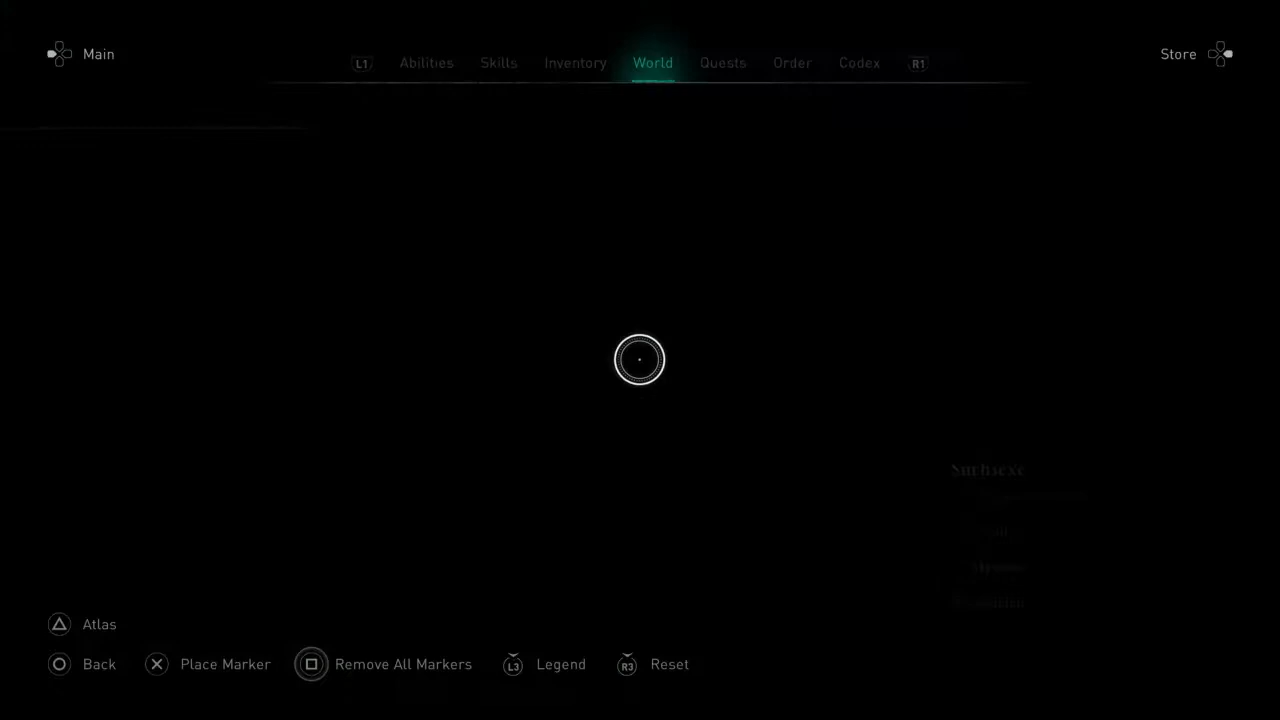 Main
L1 Abilities Skills Inventory World Quests Order Codex R1
Store
Atlas
Back Place Marker Remove All Markers L3 Legend R3 Reset